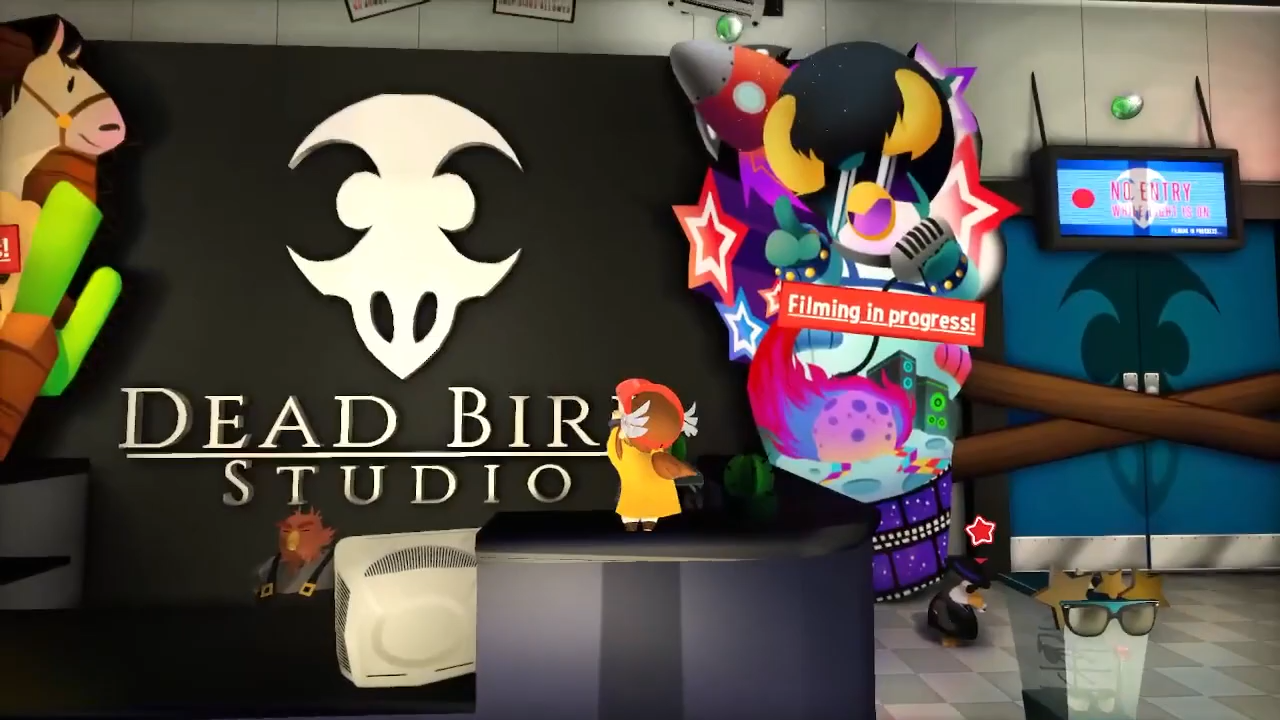 NO ENTRY
WHILE LIGHT IS ON
FILMING IN PROGRESS
Filming in progress!
DEAD BIR
STUDIO